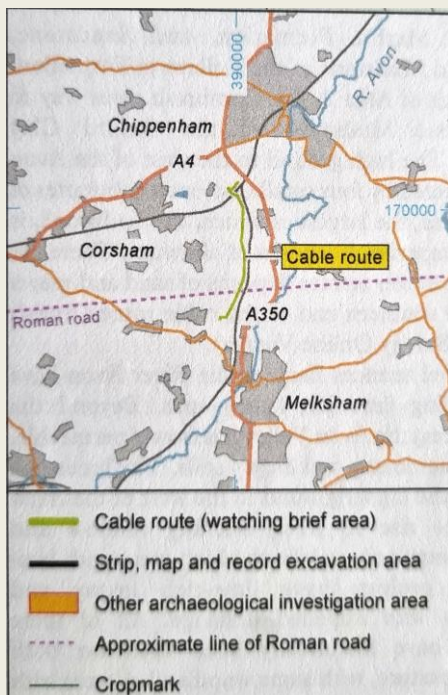 390000
R. Avon
Chippenham
A4
170000
Corsham
Cable route
Roman road
A350
Melksham
Cable route (watching brief area)
Strip, map and record excavation area
Other archaeological investigation area
Approximate line of Roman road
Cropmark